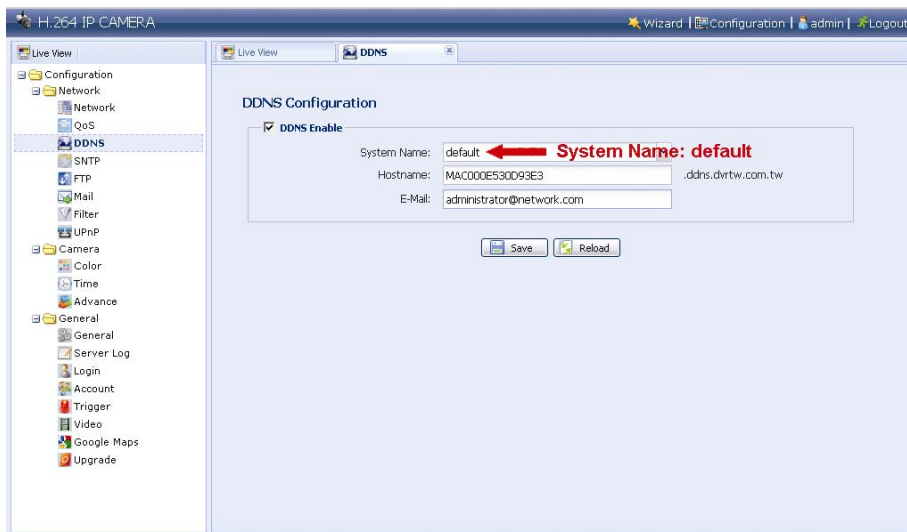 H.264 IP CAMERA
Wizard | Configuration | admin | Logout
Live View
Configuration
Network
Network
QoS
DDNS
SNTP
FTP
Mail
Filter
UPnP
Camera
Color
Time
Advance
General
General
Server Log
Login
Account
Trigger
Video
Google Maps
Upgrade
Live View
DDNS
DDNS Configuration
DDNS Enable
System Name: default System Name: default
Hostname: MAC000E530D93E3 .ddns.dvrtw.com.tw
E-Mail: administrator@network.com
Save Reload